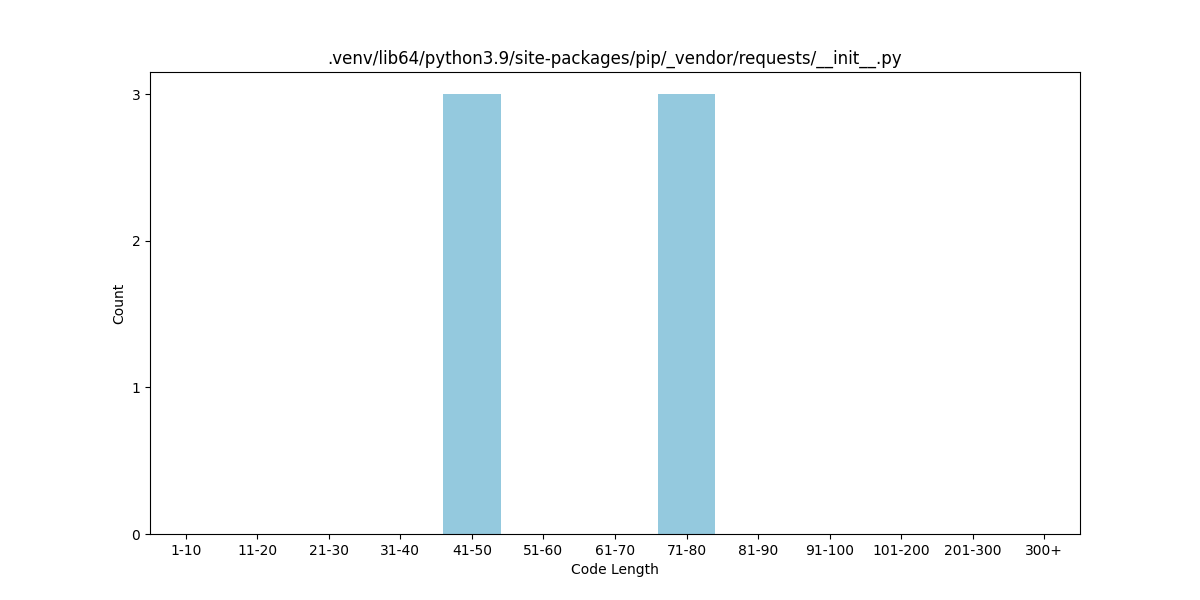 .venv/lib64/python3.9/site-packages/pip/_vendor/requests/__init__.py
3
2
1
0
Count
1-10 11-20 21-30 31-40 41-50 51-60 61-70 71-80 81-90 91-100 101-200 201-300 300+
Code Length